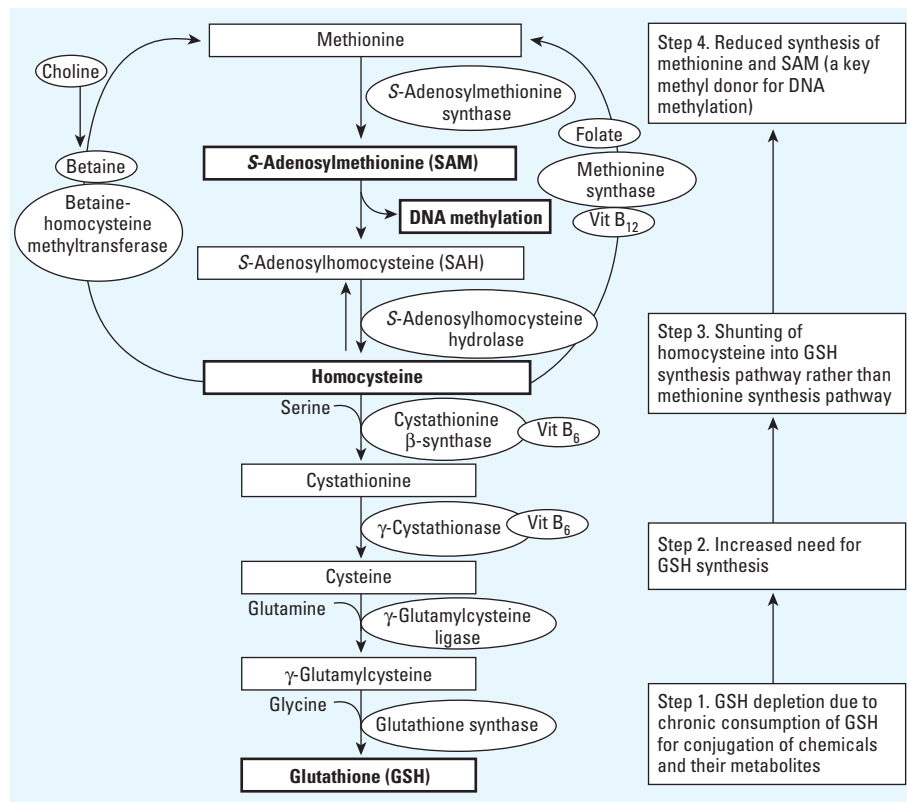 Methionine
Choline
S-Adenosylmethionine
synthase
Folate
Betaine
S-Adenosylmethionine (SAM)
Methionine
synthase
Betaine-
homocysteine
methyltransferase
DNA methylation
Vit B12
S-Adenosylhomocysteine (SAH)
S-Adenosylhomocysteine
hydrolase
Homocysteine
Serine
Cystathionine
β-synthase
Vit B6
Cystathionine
γ-Cystathionase
Vit B6
Cysteine
Glutamine
γ-Glutamylcysteine
ligase
γ-Glutamylcysteine
Glycine
Glutathione synthase
Glutathione (GSH)
Step 4. Reduced synthesis of
methionine and SAM (a key
methyl donor for DNA
methylation)
Step 3. Shunting of
homocysteine into GSH
synthesis pathway rather than
methionine synthesis pathway
Step 2. Increased need for
GSH synthesis
Step 1. GSH depletion due to
chronic consumption of GSH
for conjugation of chemicals
and their metabolites